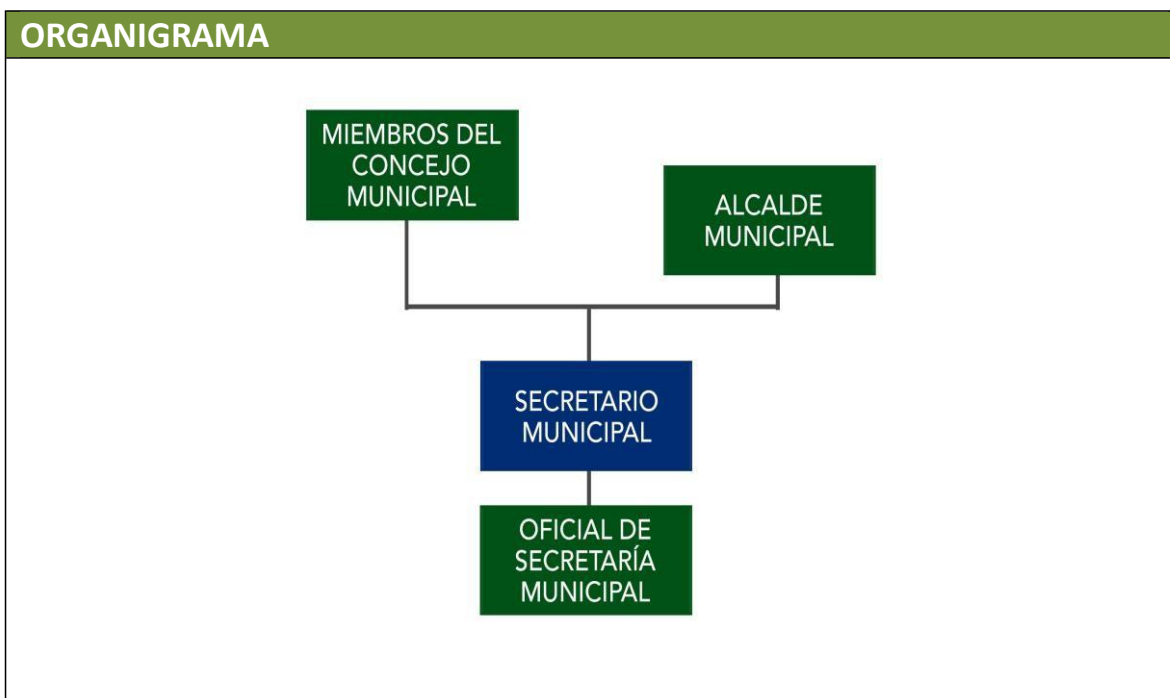 ORGANIGRAMA
MIEMBROS DEL
CONCEJO
MUNICIPAL
ALCALDE
MUNICIPAL
SECRETARIO
MUNICIPAL
OFICIAL DE
SECRETARÍA
MUNICIPAL